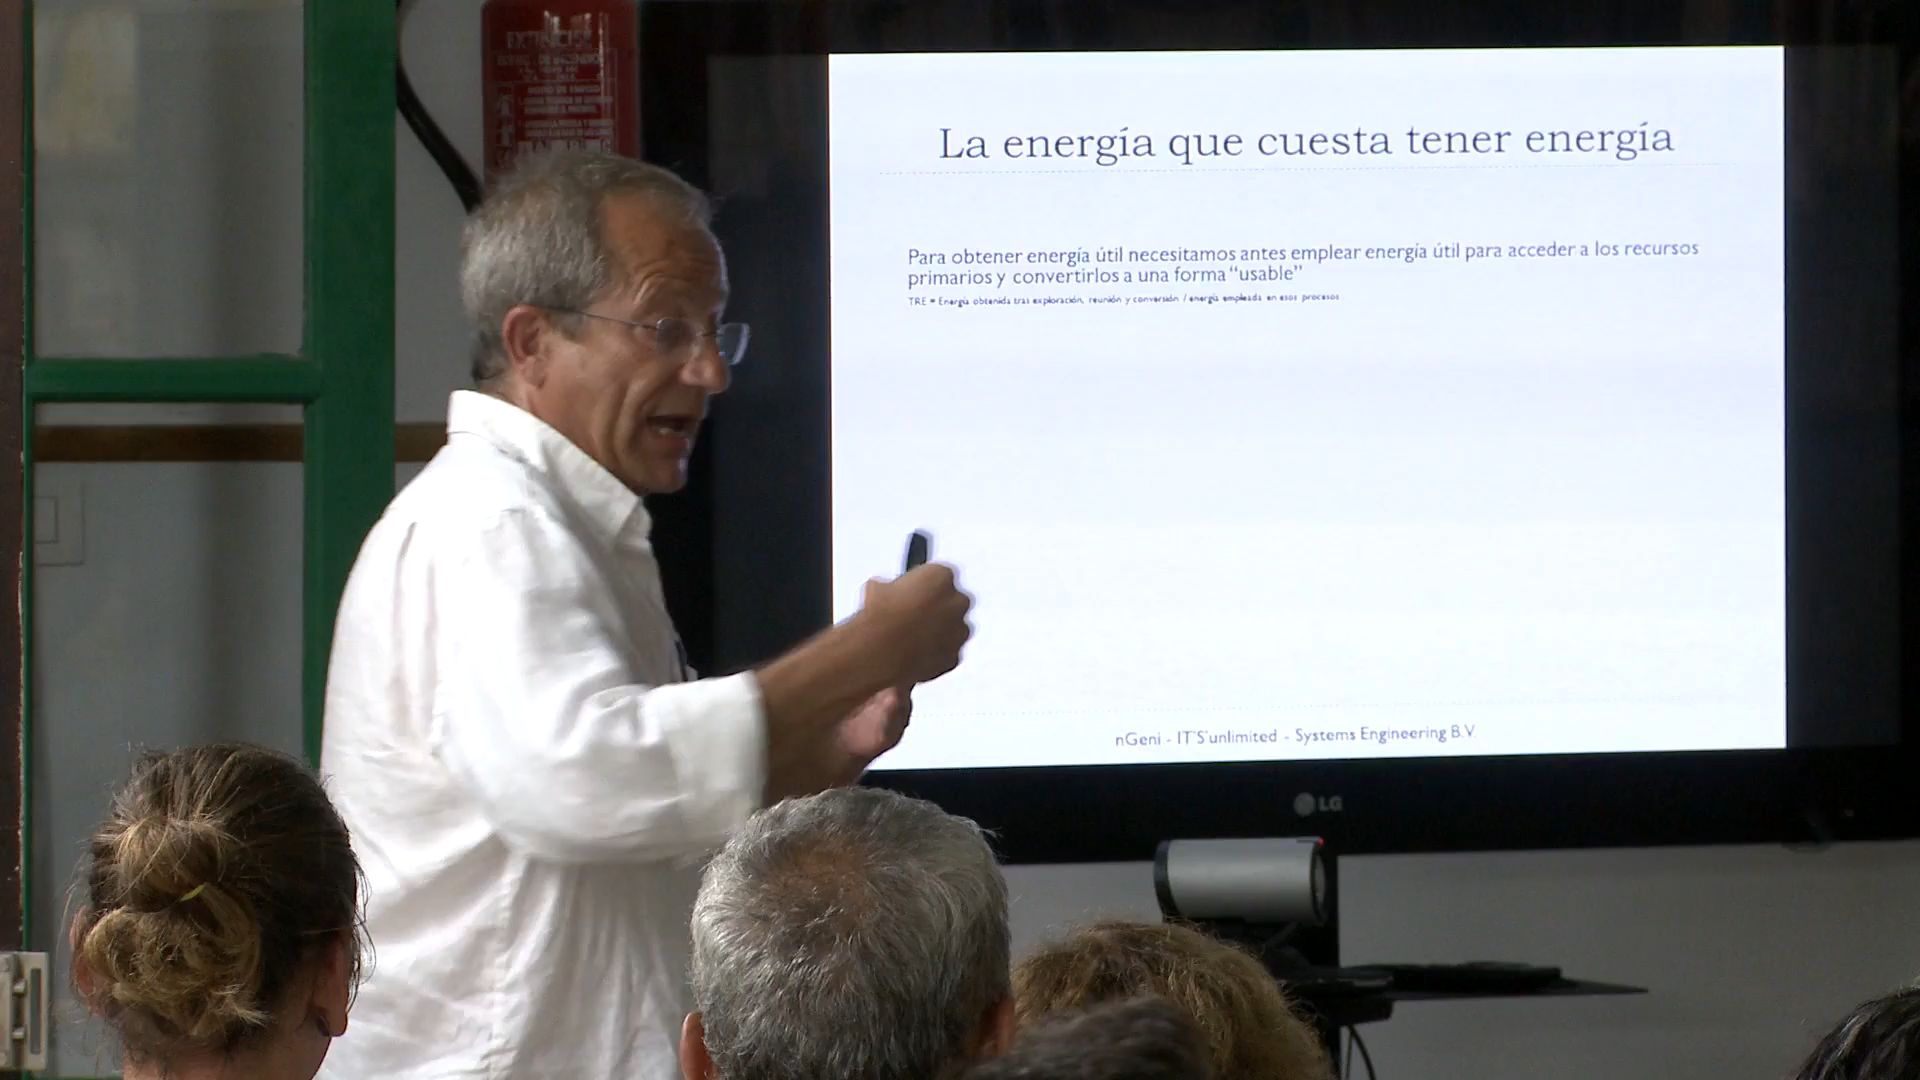 EXTINTOR
La energía que cuesta tener energía
Para obtener energía útil necesitamos antes emplear energía útil para acceder a los recursos
primarios y convertirlos a una forma “usable”
TRE = Energía obtenida tras exploración, reunión y conversión / energía empleada en esos procesos
nGeni - IT'S'unlimited - Systems Engineering B.V.
LG